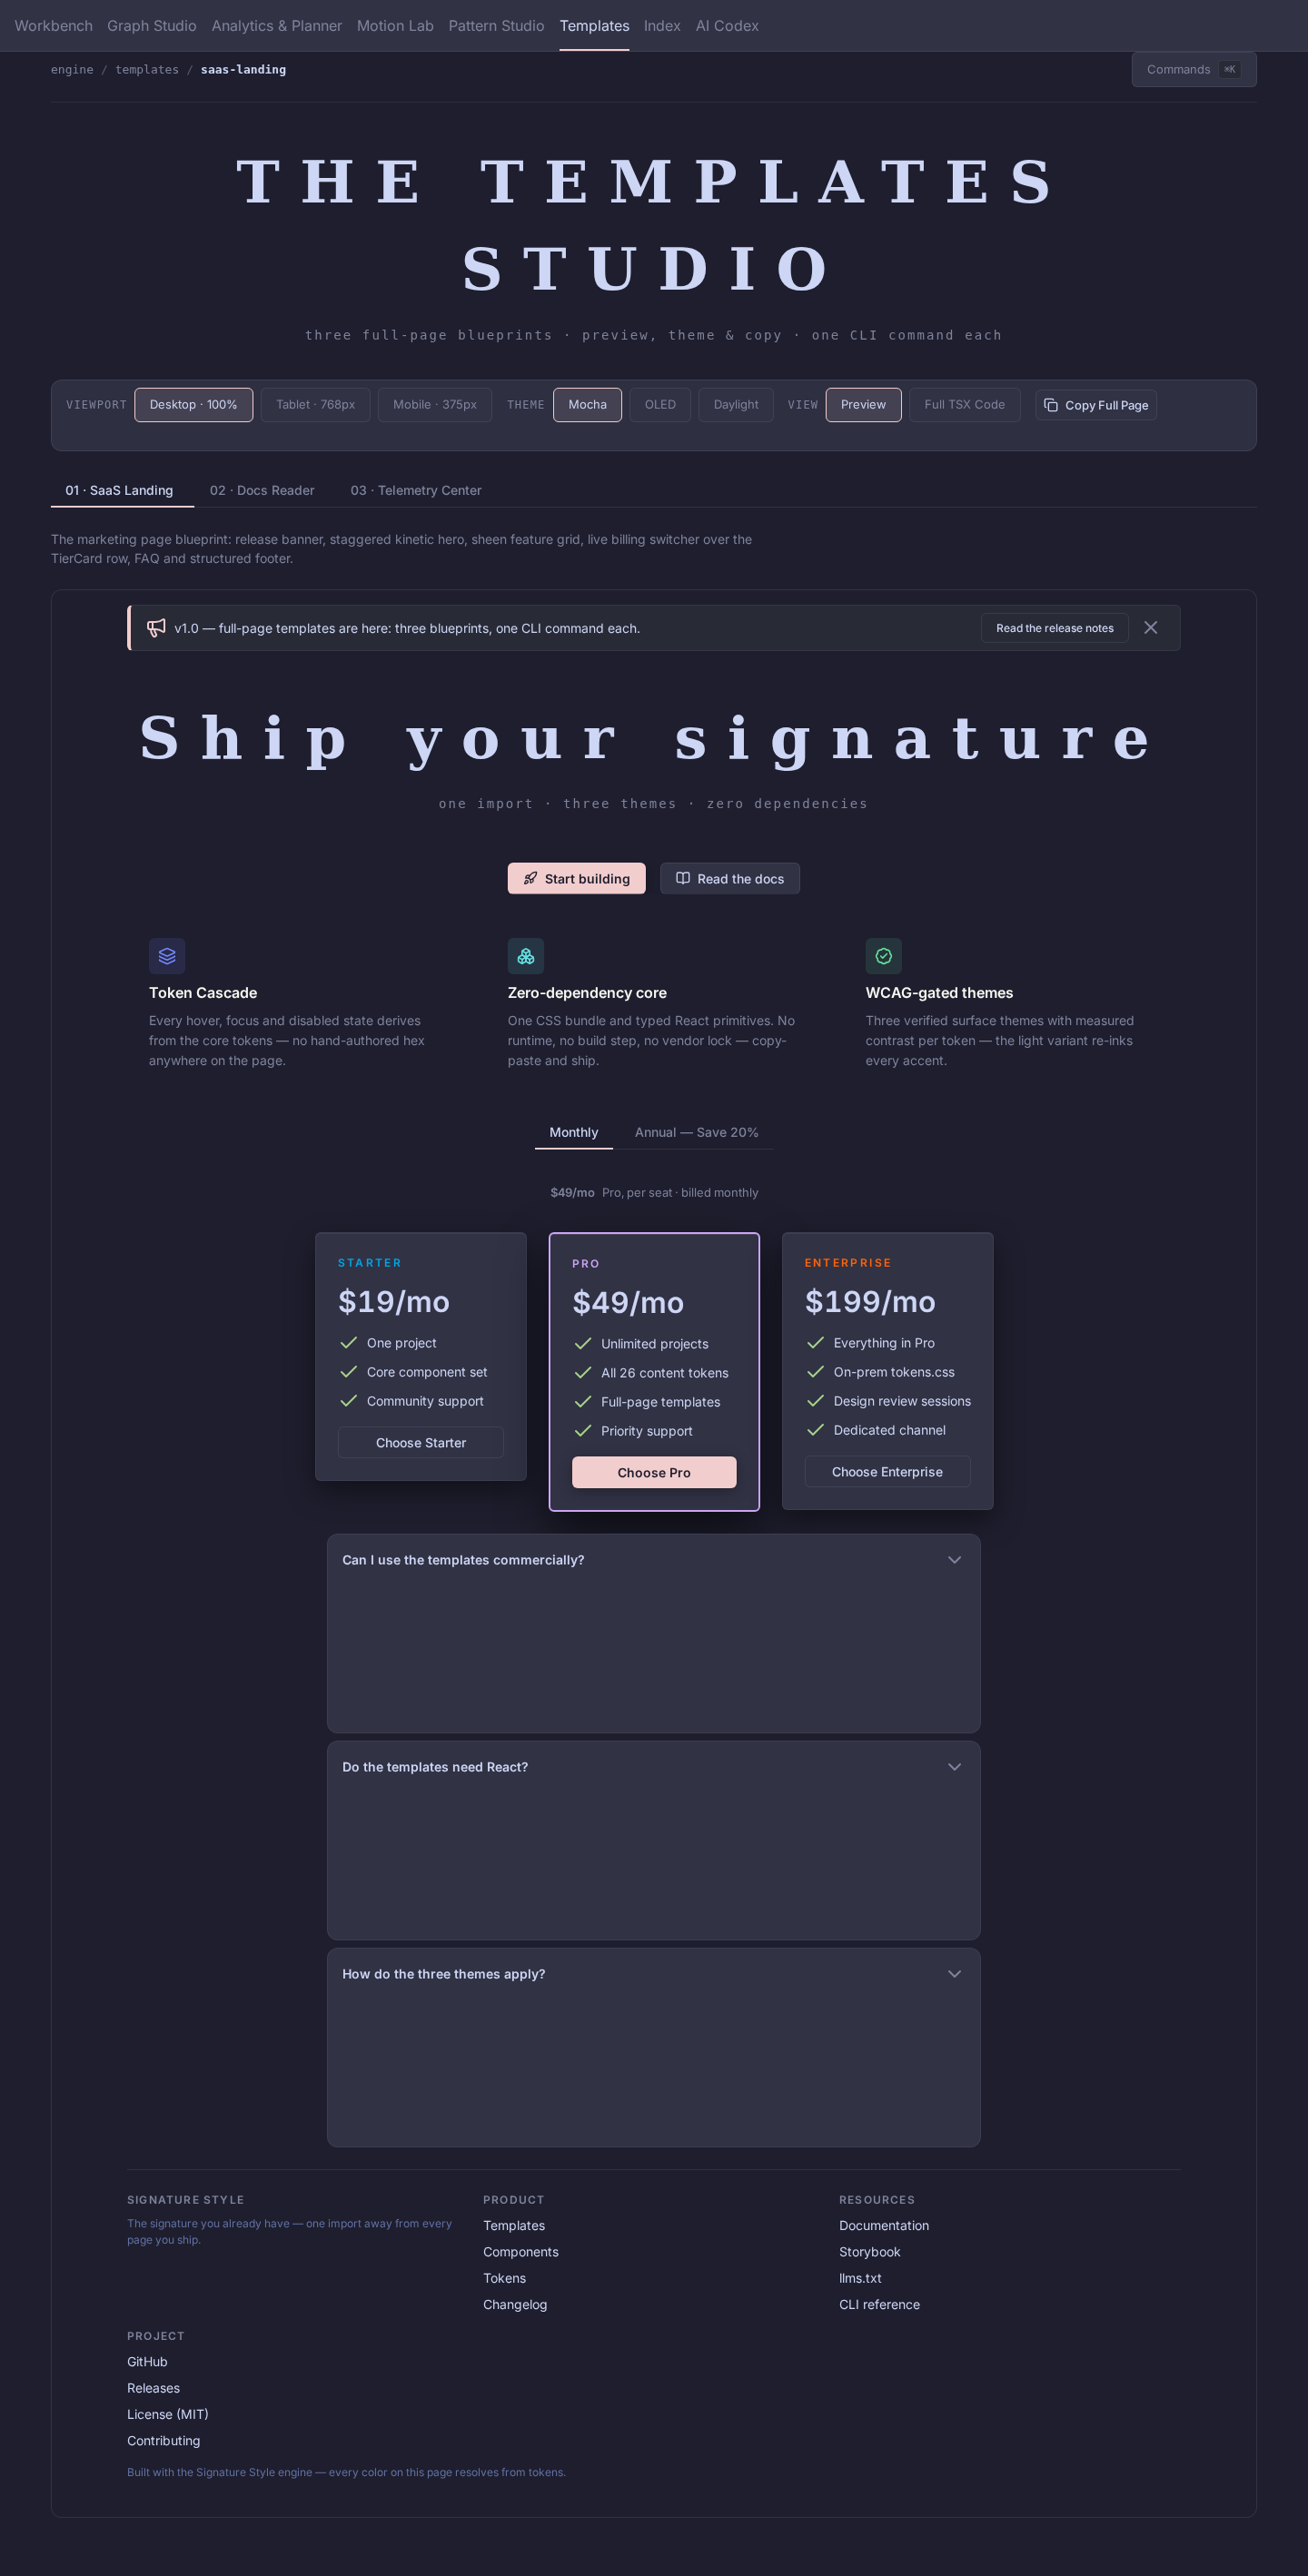 Workbench Graph Studio Analytics & Planner Motion Lab Pattern Studio Templates Index AI Codex
engine / templates / saas-landing
Commands ⌘K
THE TEMPLATES
STUDIO
three full-page blueprints · preview, theme & copy · one CLI command each
VIEWPORT Desktop · 100% Tablet · 768px Mobile · 375px THEME Mocha OLED Daylight VIEW Preview Full TSX Code Copy Full Page
01 · SaaS Landing 02 · Docs Reader 03 · Telemetry Center
The marketing page blueprint: release banner, staggered kinetic hero, sheen feature grid, live billing switcher over the
TierCard row, FAQ and structured footer.
v1.0 — full-page templates are here: three blueprints, one CLI command each.
Read the release notes
Ship your signature
one import · three themes · zero dependencies
Start building Read the docs
Token Cascade
Every hover, focus and disabled state derives
from the core tokens — no hand-authored hex
anywhere on the page.
Zero-dependency core
One CSS bundle and typed React primitives. No
runtime, no build step, no vendor lock — copy-
paste and ship.
WCAG-gated themes
Three verified surface themes with measured
contrast per token — the light variant re-inks
every accent.
Monthly Annual — Save 20%
$49/mo Pro, per seat · billed monthly
STARTER
$19/mo
One project
Core component set
Community support
Choose Starter
PRO
$49/mo
Unlimited projects
All 26 content tokens
Full-page templates
Priority support
Choose Pro
ENTERPRISE
$199/mo
Everything in Pro
On-prem tokens.css
Design review sessions
Dedicated channel
Choose Enterprise
Can I use the templates commercially?
Do the templates need React?
How do the three themes apply?
SIGNATURE STYLE
The signature you already have — one import away from every
page you ship.
PRODUCT
Templates
Components
Tokens
Changelog
RESOURCES
Documentation
Storybook
llms.txt
CLI reference
PROJECT
GitHub
Releases
License (MIT)
Contributing
Built with the Signature Style engine — every color on this page resolves from tokens.